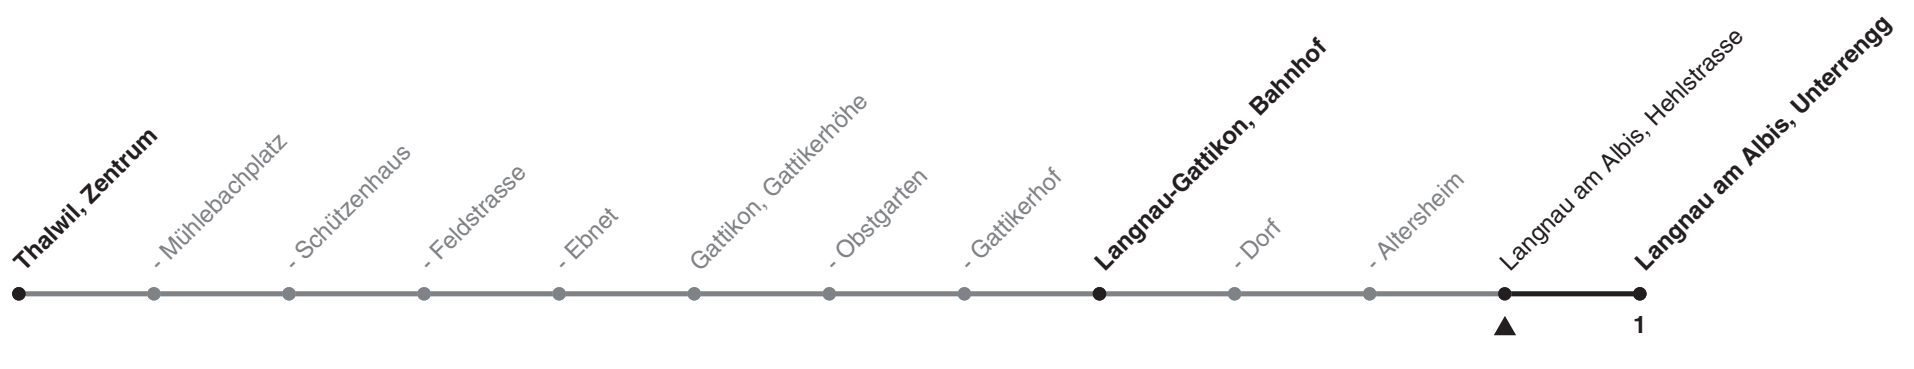 Thalwil, Zentrum
- Mühlebachplatz
- Schützenhaus
- Feldstrasse
- Ebnet
Gattikon, Gattikerhöhe
- Obstgarten
- Gattikerhof
Langnau-Gattikon, Bahnhof
- Dorf
- Altersheim
Langnau am Albis, Hehlstrasse
Langnau am Albis, Unterrengg
1